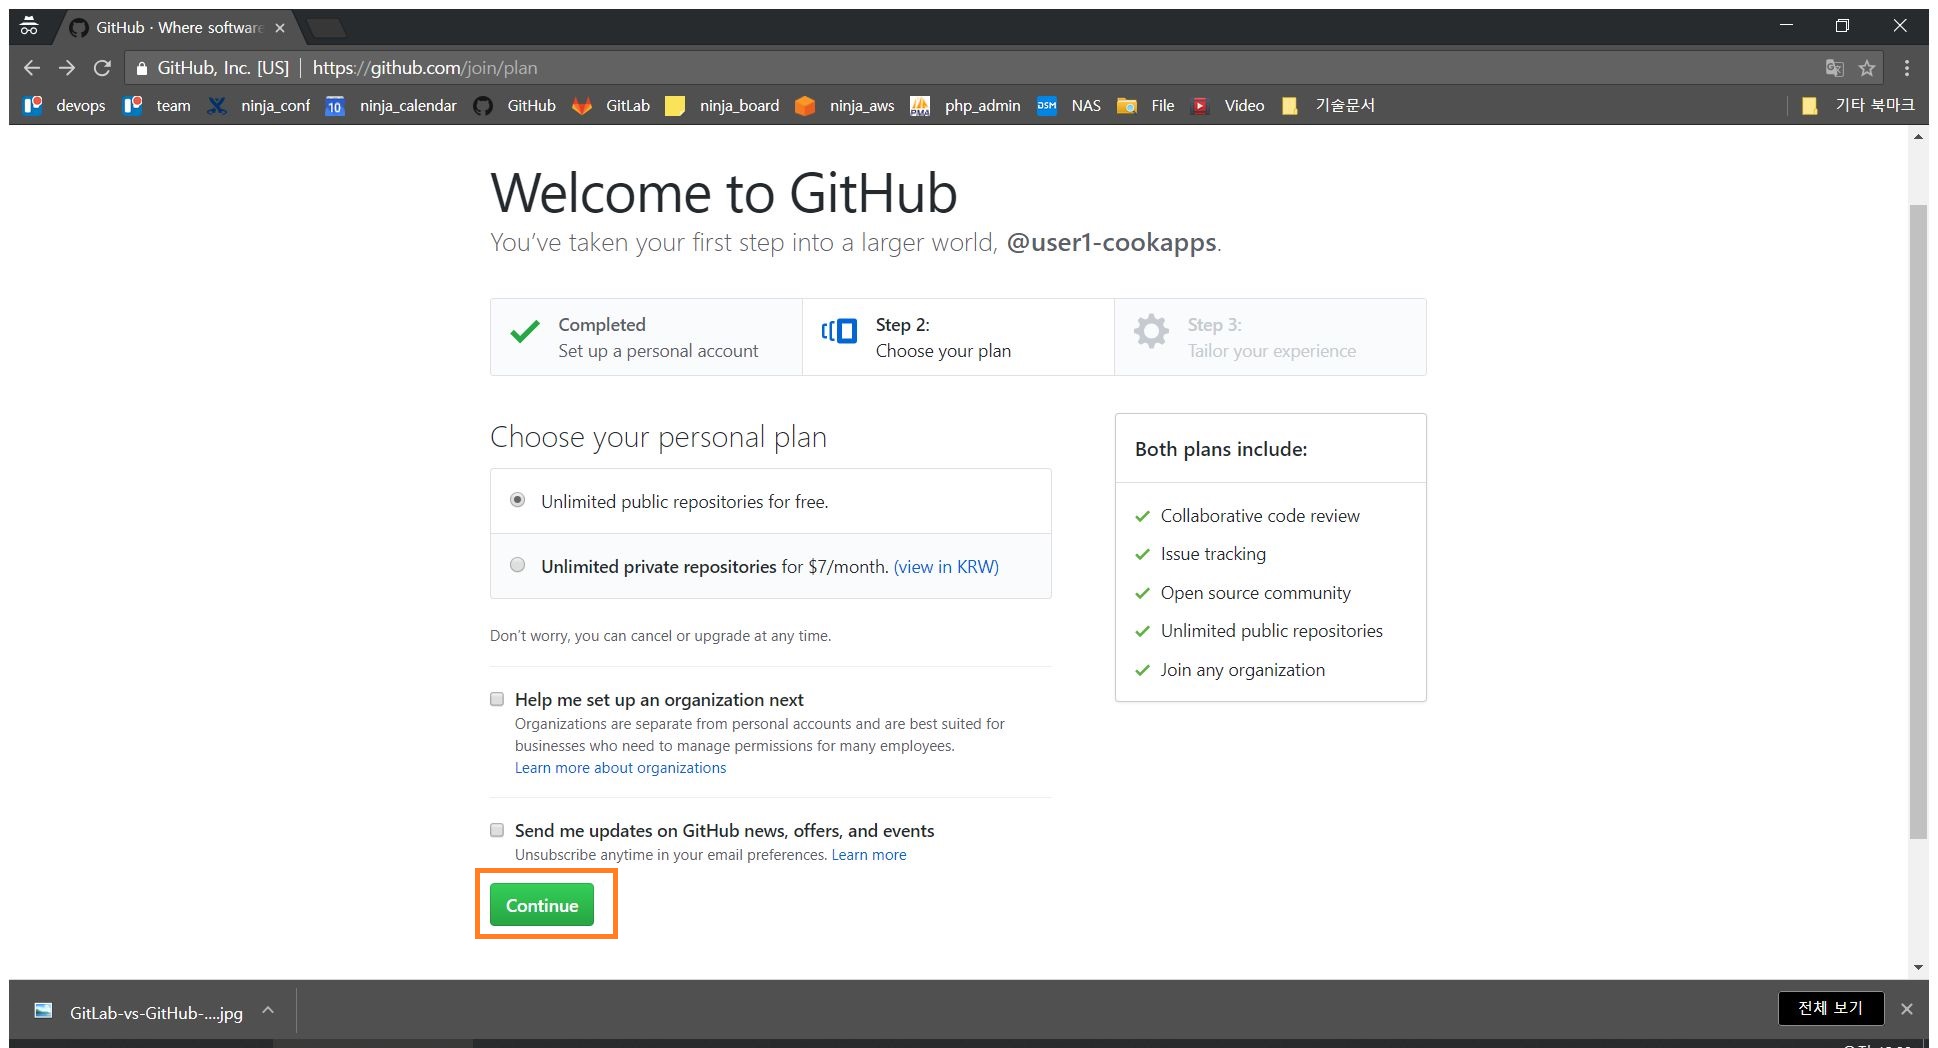 GitHub · Where software
GitHub, Inc. [US] https://github.com/join/plan
devops team ninja_conf 10 ninja_calendar GitHub GitLab ninja_board ninja_aws PMA php_admin DSM NAS File Video 기술문서 기타 북마크
Welcome to GitHub
You've taken your first step into a larger world, @user1-cookapps.
Completed
Set up a personal account
Step 2:
Choose your plan
Step 3:
Tailor your experience
Choose your personal plan
Unlimited public repositories for free.
Unlimited private repositories for $7/month. (view in KRW)
Don't worry, you can cancel or upgrade at any time.
Help me set up an organization next
Organizations are separate from personal accounts and are best suited for
businesses who need to manage permissions for many employees.
Learn more about organizations
Send me updates on GitHub news, offers, and events
Unsubscribe anytime in your email preferences. Learn more
Continue
Both plans include:
Collaborative code review
Issue tracking
Open source community
Unlimited public repositories
Join any organization
GitLab-vs-GitHub-....jpg
전체 보기